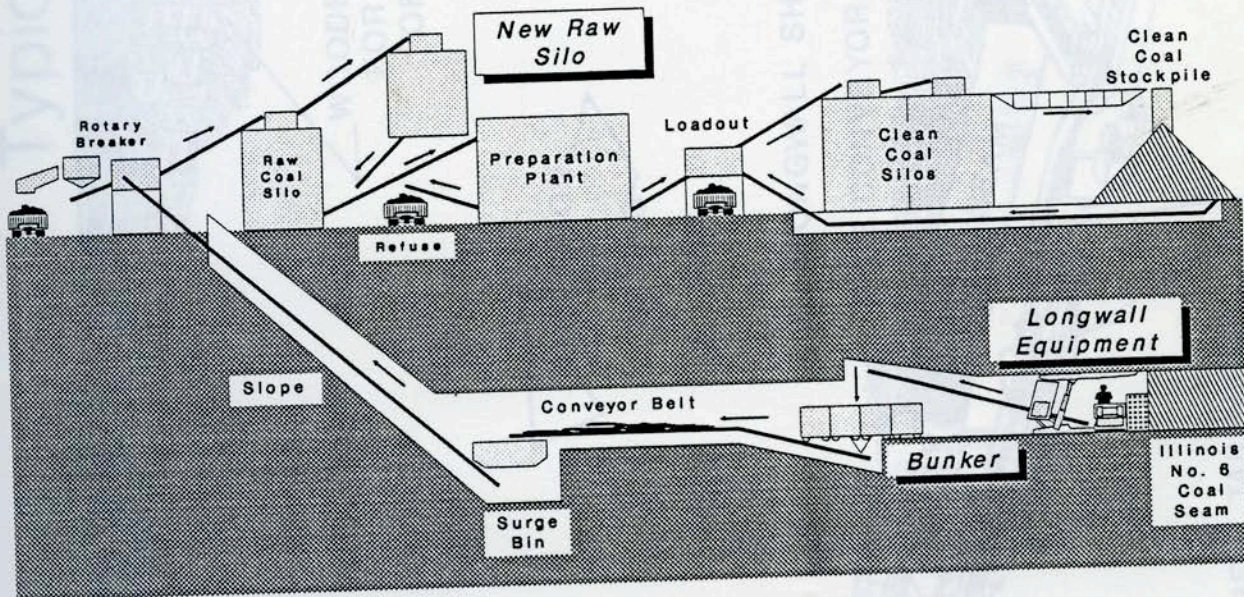 New Raw
Silo
Clean
Coal
Stockpile
Rotary
Breaker
Raw
Coal
Silo
Preparation
Plant
Loadout
Clean
Coal
Silos
Refuse
Longwall
Equipment
Slope
Conveyor Belt
Bunker
Illinois
No. 6
Coal
Seam
Surge
Bin